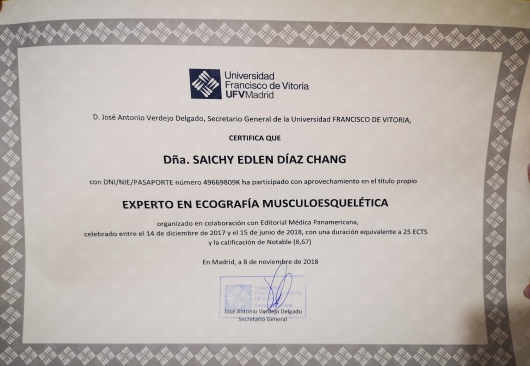 Universidad
Francisco de Vitoria
UFV Madrid
D. José Antonio Verdejo Delgado, Secretario General de la Universidad FRANCISCO DE VITORIA,
CERTIFICA QUE
Dña. SAICHY EDLEN DÍAZ CHANG
con DNI/NIE/PASAPORTE número 49669809K ha participado con aprovechamiento en el título propio
EXPERTO EN ECOGRAFÍA MUSCULOESQUELÉTICA
organizado en colaboración con Editorial Médica Panamericana,
celebrado entre el 14 de diciembre de 2017 y el 15 de junio de 2018, con una duración equivalente a 25 ECTS
y la calificación de Notable (8,67)
En Madrid, a 8 de noviembre de 2018
José Antonio Verdejo Delgado
Secretario General